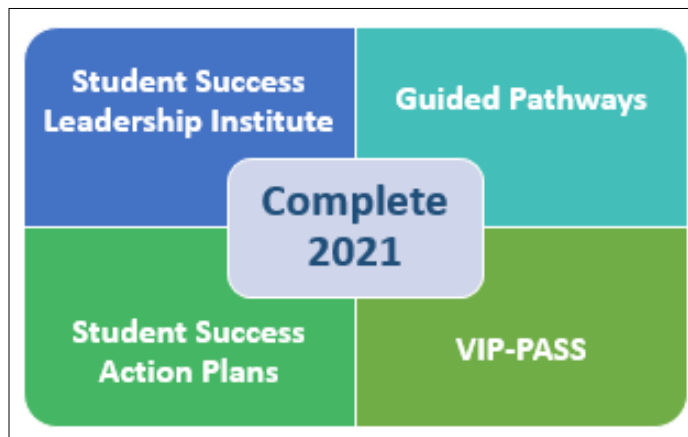 Student Success
Leadership Institute
Guided Pathways
Complete
2021
Student Success
Action Plans
VIP-PASS